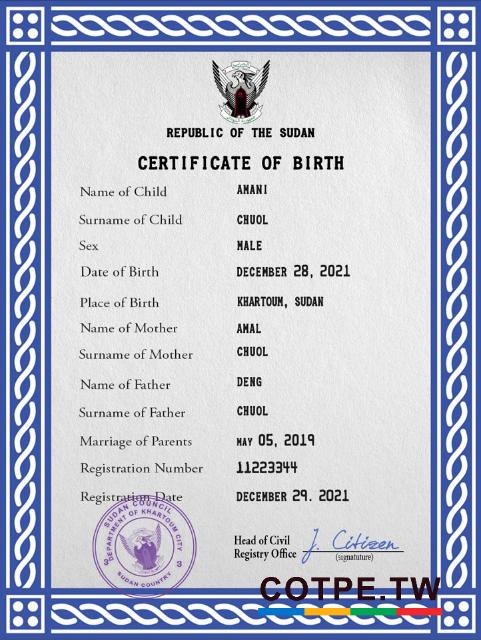 REPUBLIC OF THE SUDAN
CERTIFICATE OF BIRTH
Name of Child AMANI
Surname of Child CHUOL
Sex MALE
Date of Birth DECEMBER 28, 2021
Place of Birth KHARTOUM, SUDAN
Name of Mother AMAL
Surname of Mother CHUOL
Name of Father DENG
Surname of Father CHUOL
Marriage of Parents MAY 05, 2019
Registration Number 11223344
Registration Date DECEMBER 29. 2021
SUDAN COUNCIL
DEPARTMENT OF KHARTOUM CITY
SUDAN COUNTRY
Head of Civil
Registry Office J. Citizen
(signatuture)
COTPE.TW